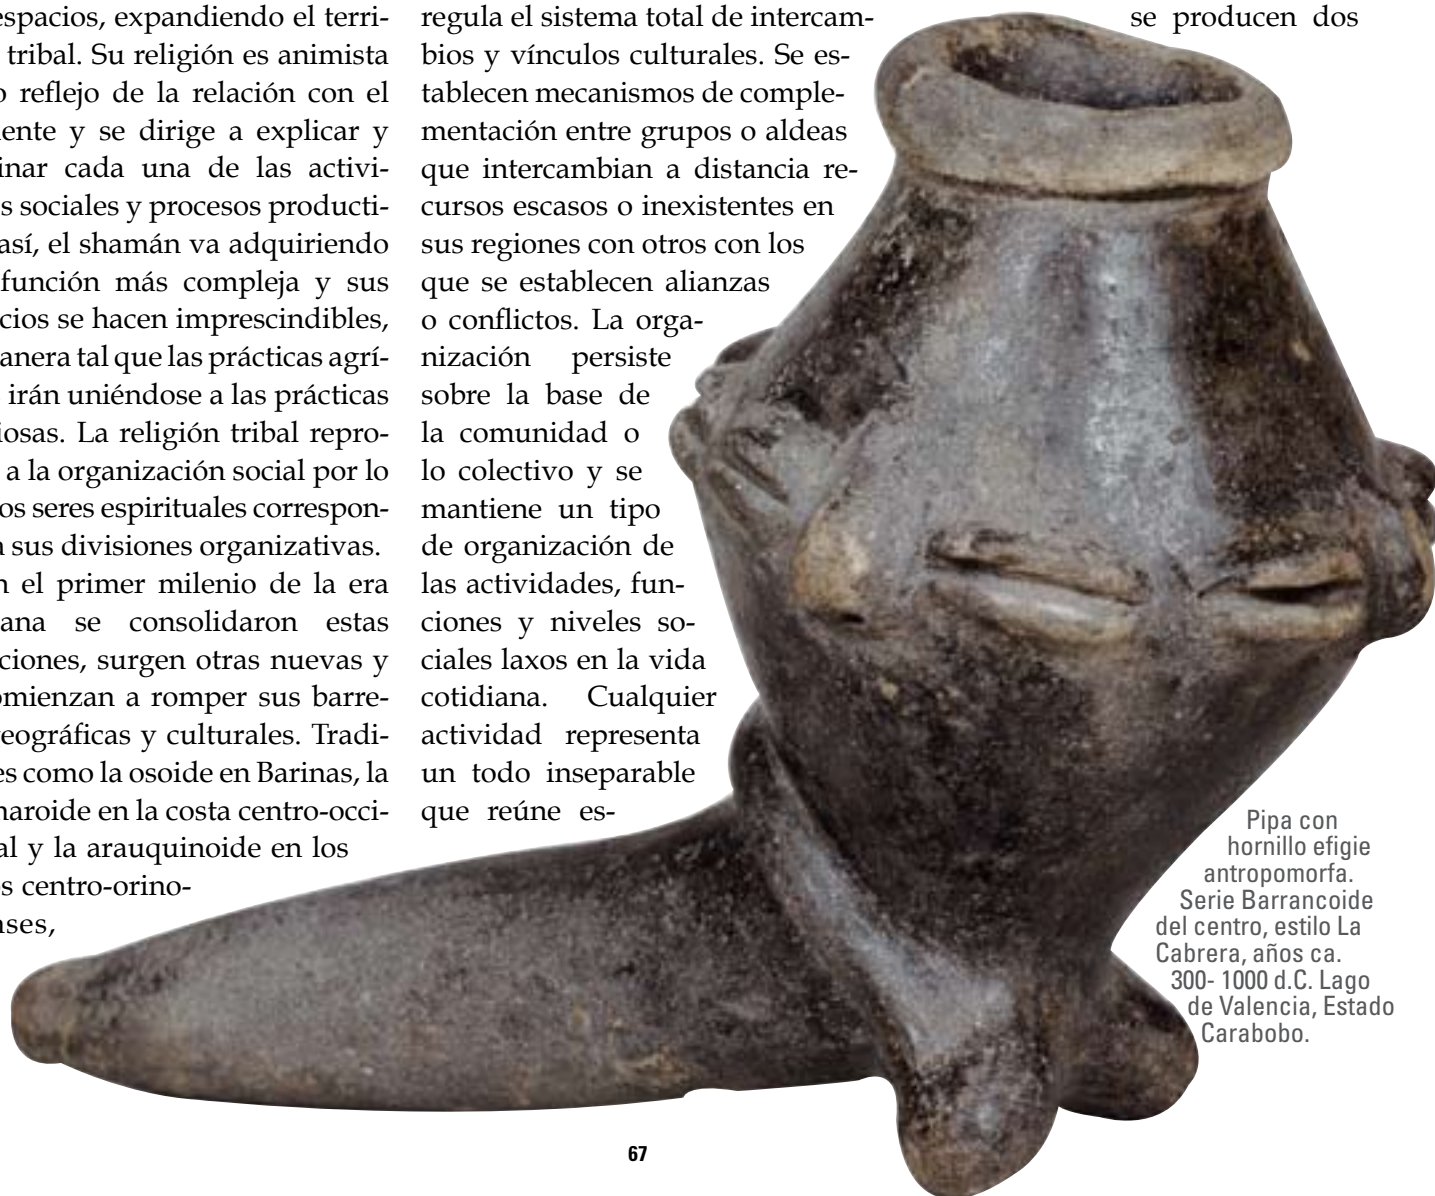 espacios, expandiendo el terri-
tribal. Su religión es animista
o reflejo de la relación con el
iente y se dirige a explicar y
inar cada una de las activi-
s sociales y procesos producti-
así, el shamán va adquiriendo
función más compleja y sus
cios se hacen imprescindibles,
anera tal que las prácticas agrí-
irán uniéndose a las prácticas
iosas. La religión tribal repro-
a la organización social por lo
os seres espirituales correspon-
n sus divisiones organizativas.
n el primer milenio de la era
ana se consolidaron estas
ciones, surgen otras nuevas y
omienzan a romper sus barre-
eográficas y culturales. Tradi-
es como la osoide en Barinas, la
naroide en la costa centro-occi-
al y la arauquinoide en los
s centro-orino-
nses,
regula el sistema total de intercam-
bios y vínculos culturales. Se es-
tablecen mecanismos de comple-
mentación entre grupos o aldeas
que intercambian a distancia re-
cursos escasos o inexistentes en
sus regiones con otros con los
que se establecen alianzas
o conflictos. La orga-
nización persiste
sobre la base de
la comunidad o
lo colectivo y se
mantiene un tipo
de organización de
las actividades, fun-
ciones y niveles so-
ciales laxos en la vida
cotidiana. Cualquier
actividad representa
un todo inseparable
que reúne es-
se producen dos
Pipa con
hornillo efigie
antropomorfa.
Serie Barrancoide
del centro, estilo La
Cabrera, años ca.
300- 1000 d.C. Lago
de Valencia, Estado
Carabobo.
67